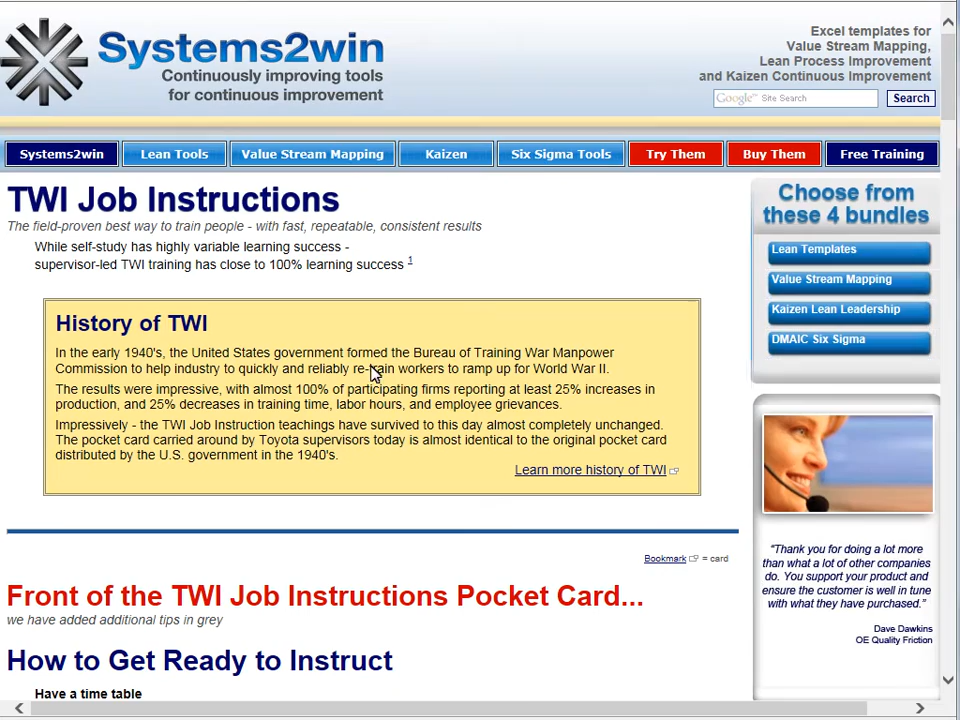 Systems2win
Continuously improving tools
for continuous improvement
Excel templates for
Value Stream Mapping,
Lean Process Improvement
and Kaizen Continuous Improvement
Google™ Site Search
Search
Systems2win
Lean Tools
Value Stream Mapping
Kaizen
Six Sigma Tools
Try Them
Buy Them
Free Training
TWI Job Instructions
The field-proven best way to train people - with fast, repeatable, consistent results
While self-study has highly variable learning success -
supervisor-led TWI training has close to 100% learning success 1
History of TWI
In the early 1940's, the United States government formed the Bureau of Training War Manpower
Commission to help industry to quickly and reliably re-train workers to ramp up for World War II.
The results were impressive, with almost 100% of participating firms reporting at least 25% increases in
production, and 25% decreases in training time, labor hours, and employee grievances.
Impressively - the TWI Job Instruction teachings have survived to this day almost completely unchanged.
The pocket card carried around by Toyota supervisors today is almost identical to the original pocket card
distributed by the U.S. government in the 1940's.
Learn more history of TWI
Bookmark = card
Front of the TWI Job Instructions Pocket Card...
we have added additional tips in grey
How to Get Ready to Instruct
Have a time table
Choose from
these 4 bundles
Lean Templates
Value Stream Mapping
Kaizen Lean Leadership
DMAIC Six Sigma
"Thank you for doing a lot more
than what a lot of other companies
do. You support your product and
ensure the customer is well in tune
with what they have purchased."
Dave Dawkins
OE Quality Friction